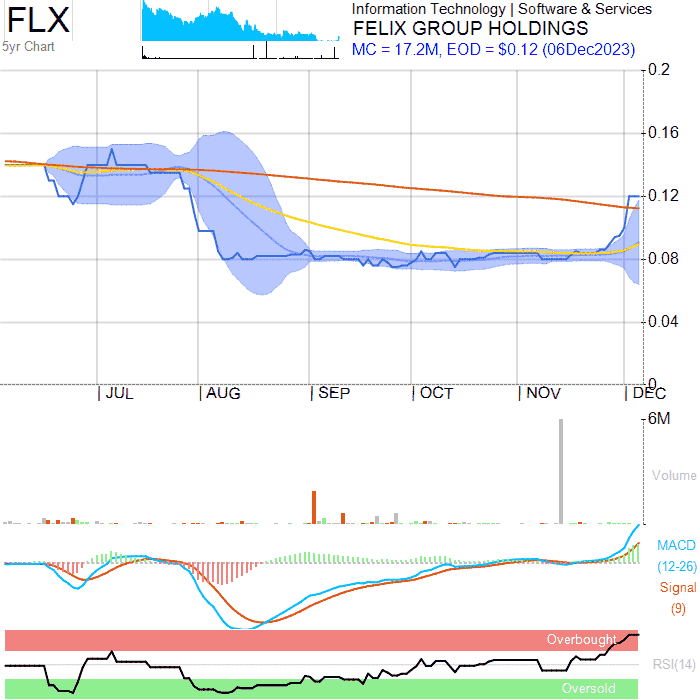 FLX
5yr Chart
Information Technology | Software & Services
FELIX GROUP HOLDINGS
MC = 17.2M, EOD = $0.12 (06Dec2023)
0.2
0.16
0.12
0.08
0.04
0
JUL AUG SEP OCT NOV DEC
6M
Volume
MACD
(12-26)
Signal
(9)
Overbought
RSI(14)
Oversold